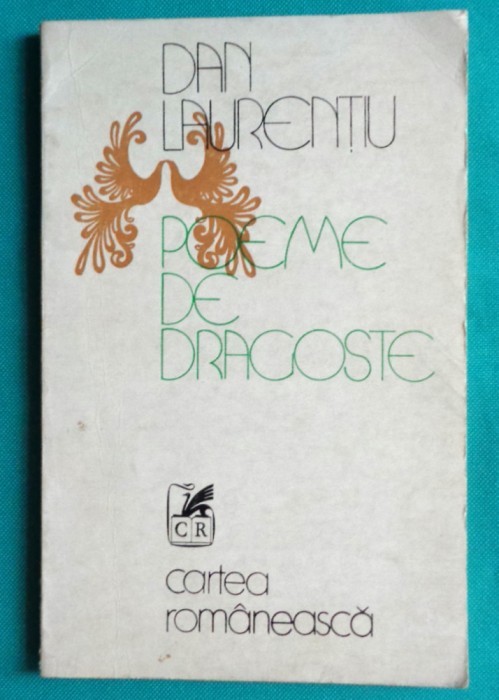 DAN
LAURENȚIU
POEME
DE
DRAGOSTE
CR
cartea
românească